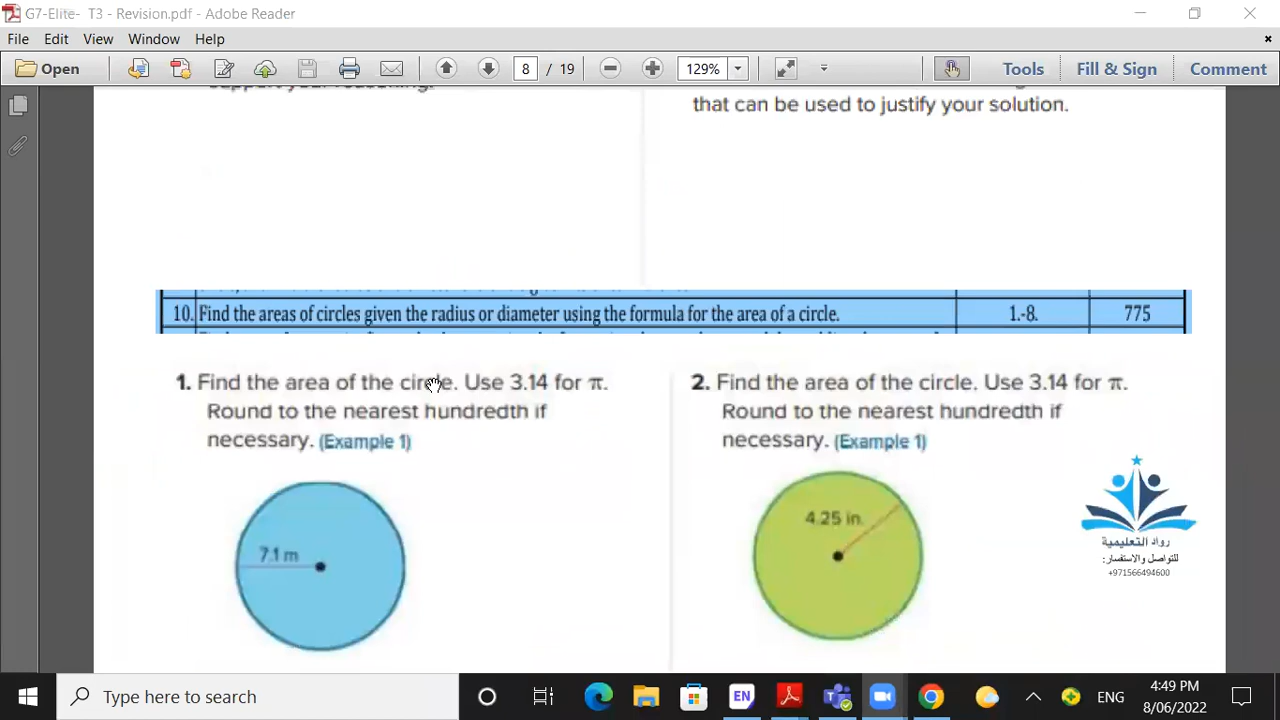 G7-Elite- T3 - Revision.pdf - Adobe Reader
File Edit View Window Help
Open 8 / 19 129% Tools Fill & Sign Comment
support your reasoning.
that can be used to justify your solution.
10. Find the areas of circles given the radius or diameter using the formula for the area of a circle. 1.-8. 775
1. Find the area of the circle. Use 3.14 for π.
Round to the nearest hundredth if
necessary. (Example 1)
7.1 m
2. Find the area of the circle. Use 3.14 for π.
Round to the nearest hundredth if
necessary. (Example 1)
4.25 in.
رواد التعليمية
للتواصل والاستفسار:
+971566494600
Type here to search
EN
ENG
4:49 PM
8/06/2022